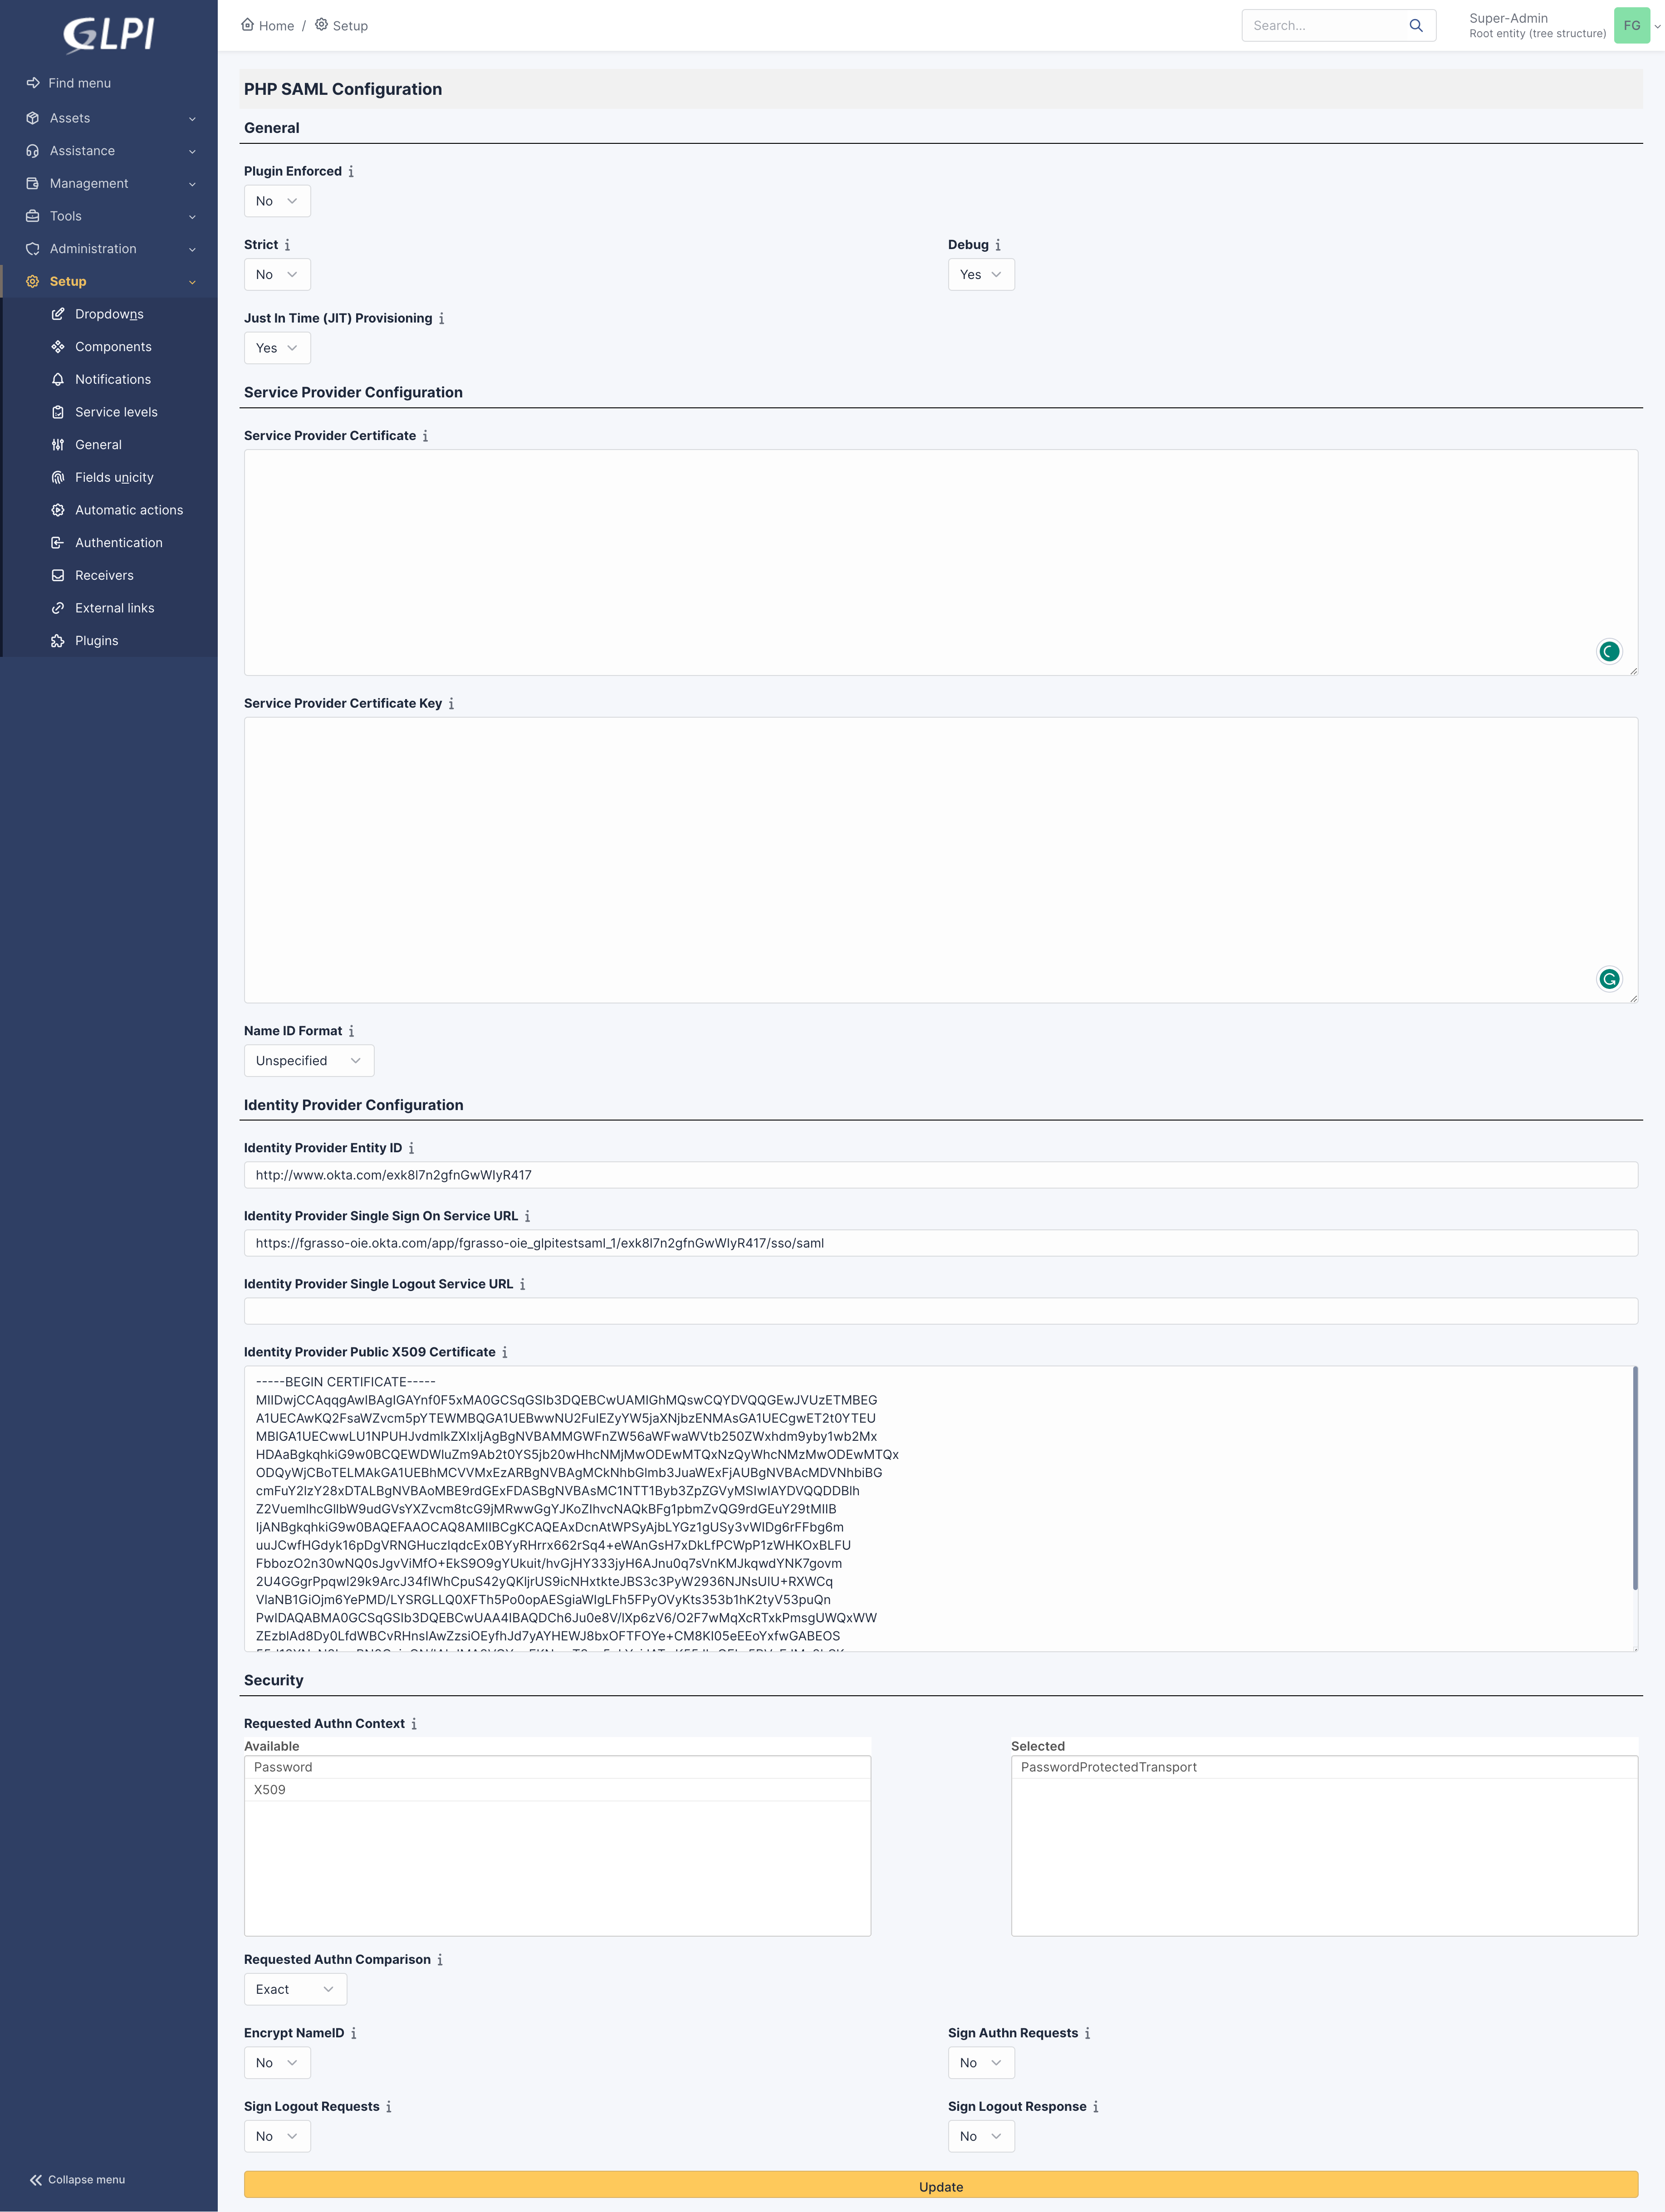 GLPI
Home / Setup
Search...
Super-Admin
Root entity (tree structure)
FG
Find menu
Assets
Assistance
Management
Tools
Administration
Setup
Dropdowns
Components
Notifications
Service levels
General
Fields unicity
Automatic actions
Authentication
Receivers
External links
Plugins
Collapse menu
PHP SAML Configuration
General
Plugin Enforced
No
Strict
No
Debug
Yes
Just In Time (JIT) Provisioning
Yes
Service Provider Configuration
Service Provider Certificate
Service Provider Certificate Key
Name ID Format
Unspecified
Identity Provider Configuration
Identity Provider Entity ID
http://www.okta.com/exk8l7n2gfnGwWIyR417
Identity Provider Single Sign On Service URL
https://fgrasso-oie.okta.com/app/fgrasso-oie_glpitestsaml_1/exk8l7n2gfnGwWIyR417/sso/saml
Identity Provider Single Logout Service URL
Identity Provider Public X509 Certificate
-----BEGIN CERTIFICATE-----
MIIDwjCCAqqgAwIBAgIGAYnf0F5xMA0GCSqGSIb3DQEBCwUAMIGhMQswCQYDVQQGEwJVUzETMBEG
A1UECAwKQ2FsaWZvcm5pYTEWMBQGA1UEBwwNU2FuIEZyYW5jaXNjbzENMAsGA1UECgwET2t0YTEU
MBIGA1UECwwLU1NPUHJvdmlkZXIxIjAgBgNVBAMMGWFnZW56aWFwaWVtb250ZWxhdm9yby1wb2Mx
HDAaBgkqhkiG9w0BCQEWDWluZm9Ab2t0YS5jb20wHhcNMjMwODEwMTQxNzQyWhcNMzMwODEwMTQx
ODQyWjCBoTELMAkGA1UEBhMCVVMxEzARBgNVBAgMCkNhbGlmb3JuaWExFjAUBgNVBAcMDVNhbiBG
cmFuY2lzY28xDTALBgNVBAoMBE9rdGExFDASBgNVBAsMC1NTT1Byb3ZpZGVyMSIwIAYDVQQDDBlh
Z2VuemlhcGllbW9udGVsYXZvcm8tcG9jMRwwGgYJKoZIhvcNAQkBFg1pbmZvQG9rdGEuY29tMIIB
IjANBgkqhkiG9w0BAQEFAAOCAQ8AMIIBCgKCAQEAxDcnAtWPSyAjbLYGz1gUSy3vWIDg6rFFbg6m
uuJCwfHGdyk16pDgVRNGHuczIqdcEx0BYyRHrrx662rSq4+eWAnGsH7xDkLfPCWpP1zWHKOxBLFU
FbbozO2n30wNQ0sJgvViMfO+EkS9O9gYUkuit/hvGjHY333jyH6AJnu0q7sVnKMJkqwdYNK7govm
2U4GGgrPpqwl29k9ArcJ34fIWhCpuS42yQKljrUS9icNHxtkteJBS3c3PyW2936NJNsUIU+RXWCq
VlaNB1GiOjm6YePMD/LYSRGLLQ0XFTh5Po0opAESgiaWIgLFh5FPyOVyKts353b1hK2tyV53puQn
PwIDAQABMA0GCSqGSIb3DQEBCwUAA4IBAQDCh6Ju0e8V/lXp6zV6/O2F7wMqXcRTxkPmsgUWQxWW
ZEzblAd8Dy0LfdWBCvRHnslAwZzsiOEyfhJd7yAYHEWJ8bxOFTFOYe+CM8KI05eEEoYxfwGABEOS
Security
Requested Authn Context
Available
Selected
Password
PasswordProtectedTransport
X509
Requested Authn Comparison
Exact
Encrypt NameID
No
Sign Authn Requests
No
Sign Logout Requests
No
Sign Logout Response
No
Update